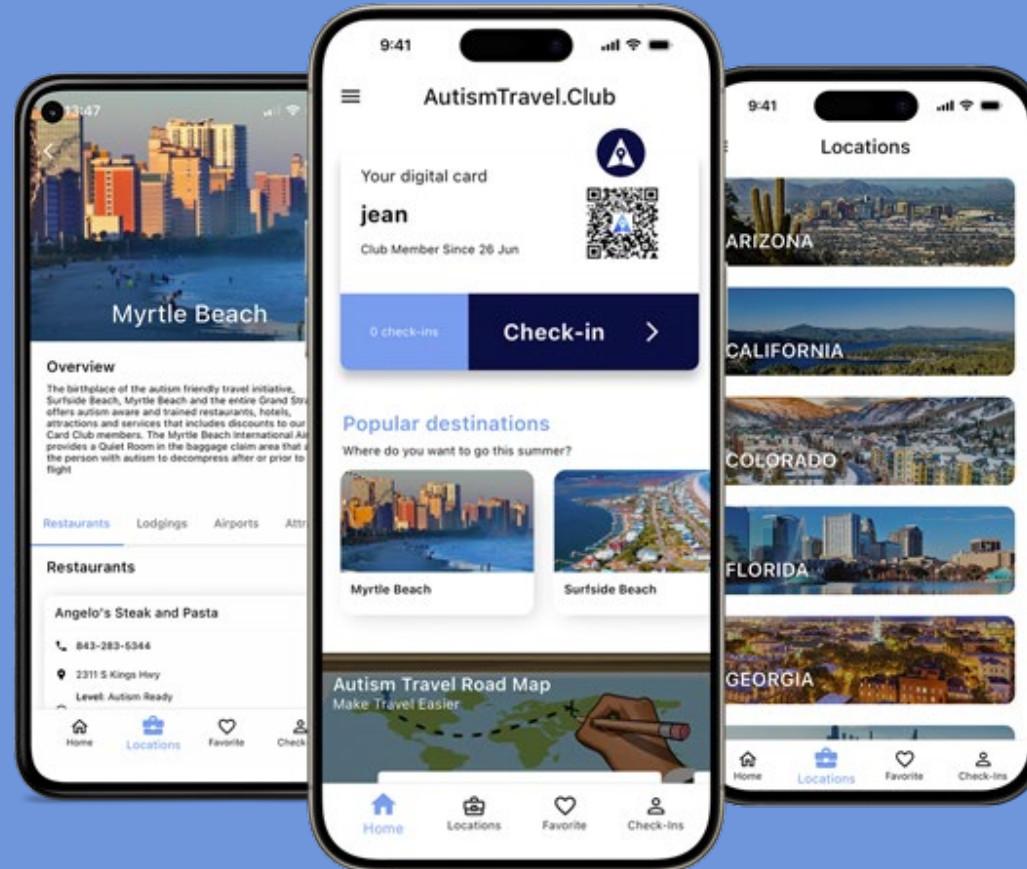 13:47
Myrtle Beach
Overview
The birthplace of the autism friendly travel initiative,
Surfside Beach, Myrtle Beach and the entire Grand Stra
offers autism aware and trained restaurants, hotels,
attractions and services that includes discounts to our
Card Club members. The Myrtle Beach International Air
provides a Quiet Room in the baggage claim area that a
the person with autism to decompress after or prior to
flight
Restaurants Lodgings Airports Attr
Restaurants
Angelo's Steak and Pasta
843-283-5344
2311 S Kings Hwy
Level: Autism Ready
Home Locations Favorite Check
9:41
AutismTravel.Club
Your digital card
jean
Club Member Since 26 Jun
0 check-ins
Check-in
Popular destinations
Where do you want to go this summer?
Myrtle Beach
Surfside Beach
Autism Travel Road Map
Make Travel Easier
Home Locations Favorite Check-Ins
9:41
Locations
ARIZONA
CALIFORNIA
COLORADO
FLORIDA
GEORGIA
Home Locations Favorite Check-Ins